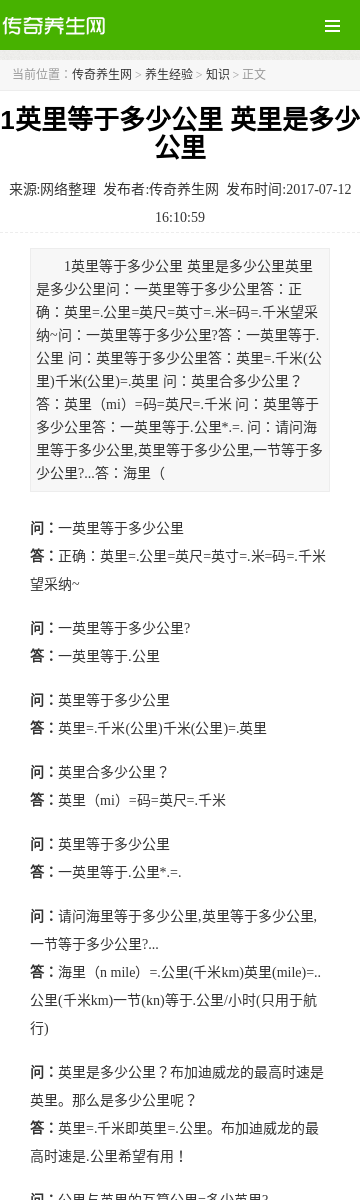 传奇养生网
当前位置：传奇养生网 > 养生经验 > 知识 > 正文
1英里等于多少公里 英里是多少
公里
来源:网络整理 发布者:传奇养生网 发布时间:2017-07-12
16:10:59
1英里等于多少公里 英里是多少公里英里
是多少公里问：一英里等于多少公里答：正
确：英里=.公里=英尺=英寸=.米=码=.千米望采
纳~问：一英里等于多少公里?答：一英里等于.
公里 问：英里等于多少公里答：英里=.千米(公
里)千米(公里)=.英里 问：英里合多少公里？
答：英里（mi）=码=英尺=.千米 问：英里等于
多少公里答：一英里等于.公里*.=. 问：请问海
里等于多少公里,英里等于多少公里,一节等于多
少公里?...答：海里（
问：一英里等于多少公里
答：正确：英里=.公里=英尺=英寸=.米=码=.千米
望采纳~
问：一英里等于多少公里?
答：一英里等于.公里
问：英里等于多少公里
答：英里=.千米(公里)千米(公里)=.英里
问：英里合多少公里？
答：英里（mi）=码=英尺=.千米
问：英里等于多少公里
答：一英里等于.公里*.=.
问：请问海里等于多少公里,英里等于多少公里,
一节等于多少公里?...
答：海里（n mile）=.公里(千米km)英里(mile)=..
公里(千米km)一节(kn)等于.公里/小时(只用于航
行)
问：英里是多少公里？布加迪威龙的最高时速是
英里。那么是多少公里呢？
答：英里=.千米即英里=.公里。布加迪威龙的最
高时速是.公里希望有用！
问：公里与英里的互算公里=多少英里?